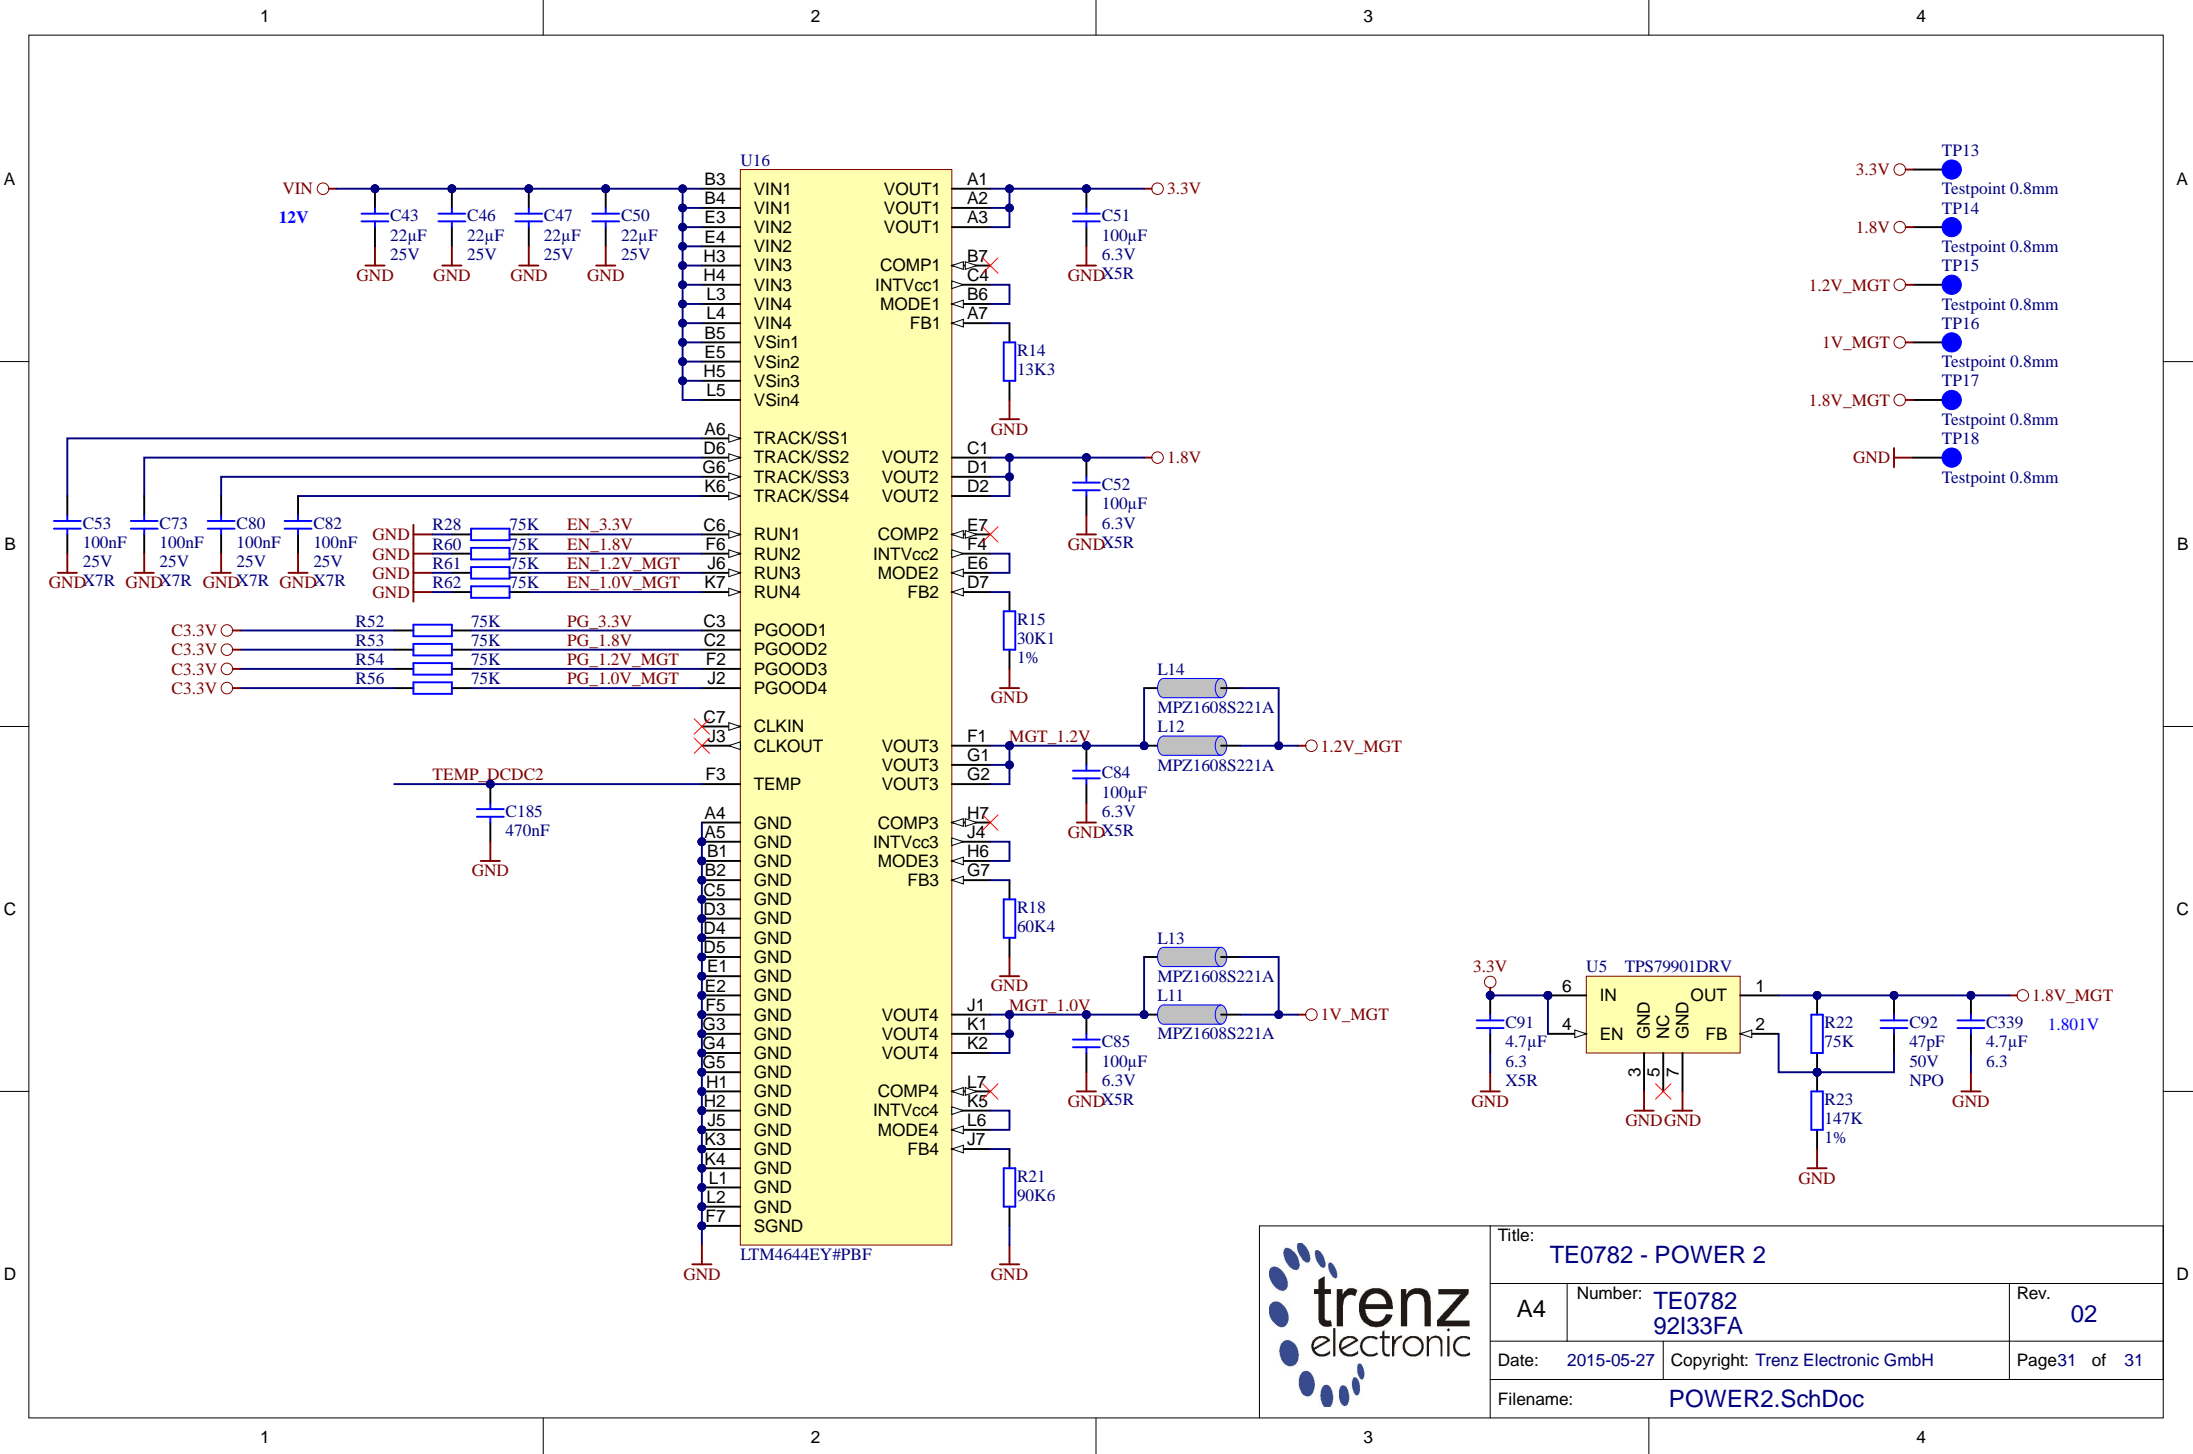 1 2 3 4
A A
B B
C C
D D
1 2 3 4
U16
VIN
12V
C43
22µF
25V
GND
C46
22µF
25V
GND
C47
22µF
25V
GND
C50
22µF
25V
GND
B3 VIN1
B4 VIN1
E3 VIN2
E4 VIN2
H3 VIN3
H4 VIN3
L3 VIN4
L4 VIN4
B5 VSin1
E5 VSin2
H5 VSin3
L5 VSin4
A6 TRACK/SS1
D6 TRACK/SS2
G6 TRACK/SS3
K6 TRACK/SS4
C53
100nF
25V
X7R
GND
C73
100nF
25V
X7R
GND
C80
100nF
25V
X7R
GND
C82
100nF
25V
X7R
GND
GND R28 75K EN_3.3V C6 RUN1
GND R60 75K EN_1.8V F6 RUN2
GND R61 75K EN_1.2V_MGT J6 RUN3
GND R62 75K EN_1.0V_MGT K7 RUN4
C3.3V R52 75K PG_3.3V C3 PGOOD1
C3.3V R53 75K PG_1.8V C2 PGOOD2
C3.3V R54 75K PG_1.2V_MGT F2 PGOOD3
C3.3V R56 75K PG_1.0V_MGT J2 PGOOD4
C7 CLKIN
J3 CLKOUT
TEMP_DCDC2 F3 TEMP
C185
470nF
GND
A4 GND
A5 GND
B1 GND
B2 GND
C5 GND
D3 GND
D4 GND
D5 GND
E1 GND
E2 GND
F5 GND
G3 GND
G4 GND
G5 GND
H1 GND
H2 GND
J5 GND
K3 GND
K4 GND
L1 GND
L2 GND
F7 SGND
GND
LTM4644EY#PBF
VOUT1 A1 3.3V
VOUT1 A2
VOUT1 A3
C51
100µF
6.3V
X5R
GND
COMP1 B7
INTVcc1 C4
MODE1 B6
FB1 A7
R14
13K3
GND
VOUT2 C1 1.8V
VOUT2 D1
VOUT2 D2
C52
100µF
6.3V
X5R
GND
COMP2 E7
INTVcc2 F4
MODE2 E6
FB2 D7
R15
30K1
1%
GND
L14
MPZ1608S221A
L12
MPZ1608S221A
VOUT3 F1 MGT_1.2V 1.2V_MGT
VOUT3 G1
VOUT3 G2
C84
100µF
6.3V
X5R
GND
COMP3 H7
INTVcc3 J4
MODE3 H6
FB3 G7
R18
60K4
GND
L13
MPZ1608S221A
L11
MPZ1608S221A
VOUT4 J1 MGT_1.0V 1V_MGT
VOUT4 K1
VOUT4 K2
C85
100µF
6.3V
X5R
GND
COMP4 L7
INTVcc4 K5
MODE4 L6
FB4 J7
R21
90K6
GND
TP13
3.3V
Testpoint 0.8mm
TP14
1.8V
Testpoint 0.8mm
TP15
1.2V_MGT
Testpoint 0.8mm
TP16
1V_MGT
Testpoint 0.8mm
TP17
1.8V_MGT
Testpoint 0.8mm
TP18
GND
Testpoint 0.8mm
3.3V
C91
4.7µF
6.3
X5R
GND
U5 TPS79901DRV
6 IN OUT 1
4 EN FB 2
GND NC GND
3 5 7
GND GND
R22
75K
C92
47pF
50V
NPO
C339
4.7µF
6.3
GND
1.8V_MGT
1.801V
R23
147K
1%
GND
trenz
electronic
Title:
TE0782 - POWER 2
A4
Number: TE0782
92I33FA
Rev.
02
Date: 2015-05-27 Copyright: Trenz Electronic GmbH Page31 of 31
Filename: POWER2.SchDoc